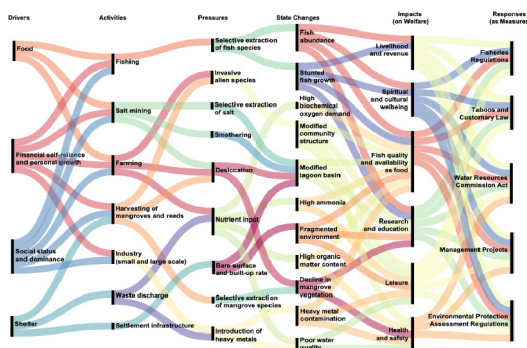 Drivers
Activities
Pressures
State Changes
Impacts
(on Welfare)
Responses
(as Measures
Food
Financial self-reliance
and personal growth
Social status
and dominance
Shelter
Fishing
Salt mining
Farming
Harvesting of
mangroves and reeds
Industry
(small and large scale)
Waste discharge
Settlement infrastructure
Selective extraction
of fish species
Invasive
alien species
Selective extraction
of salt
Smothering
Desiccation
Nutrient input
Bare surface
and built-up rate
Selective extraction
of mangrove species
Introduction of
heavy metals
Fish
abundance
Stunted
fish growth
High
biochemical
oxygen demand
Modified
community
structure
Modified
lagoon basin
High ammonia
Fragmented
environment
High organic
matter content
Decline in
mangrove
vegetation
Heavy metal
contamination
Poor water
quality
Livelihood
and revenue
Spiritual
and cultural
welbeing
Fish quality
and availability
as food
Research
and education
Leisure
Health
and safety
Fisheries
Regulations
Taboos and
Customary Law
Water Resources
Commission Act
Management Projects
Environmental Protection
Assessment Regulations